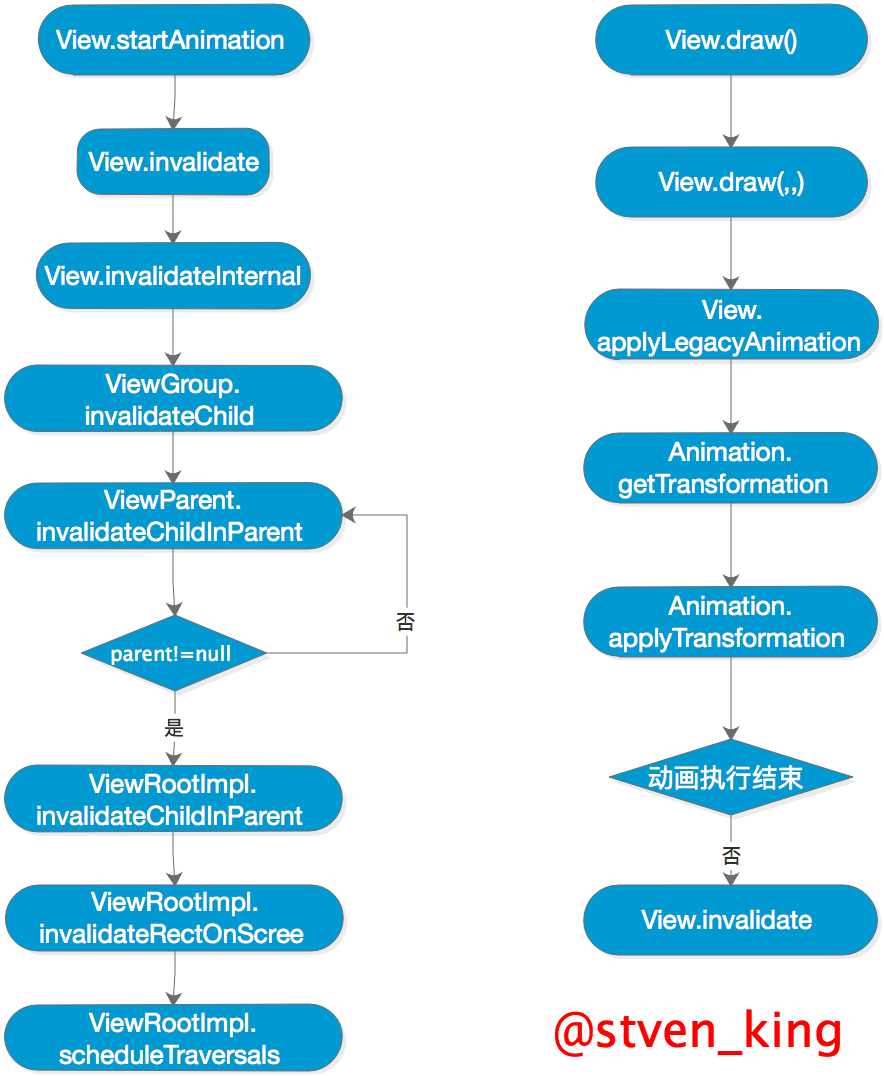 View.startAnimation
View.invalidate
View.invalidateInternal
ViewGroup.
invalidateChild
ViewParent.
invalidateChildInParent
否
parent!=null
是
ViewRootImpl.
invalidateChildInParent
ViewRootImpl.
invalidateRectOnScree
ViewRootImpl.
scheduleTraversals
View.draw()
View.draw(,,)
View.
applyLegacyAnimation
Animation.
getTransformation
Animation.
applyTransformation
动画执行结束
否
View.invalidate
@stven_king